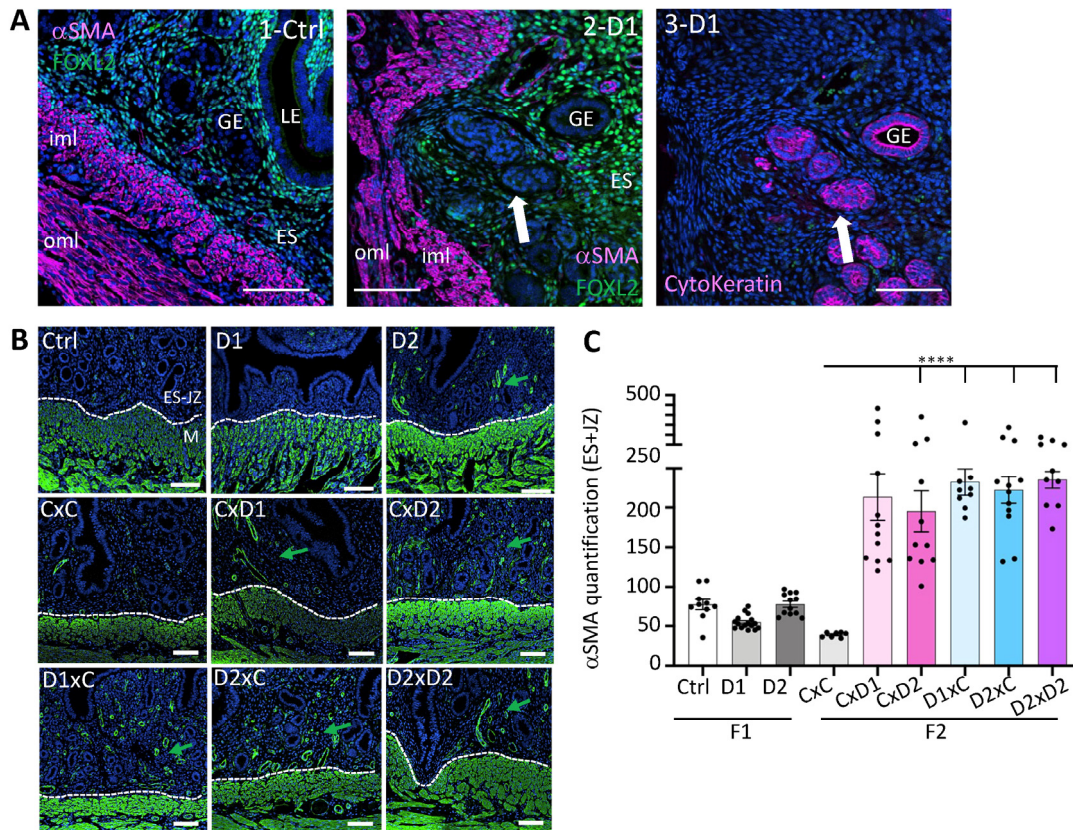 A
αSMA
FOXL2
1-Ctrl
GE
LE
iml
oml
ES
2-D1
GE
ES
oml
iml
αSMA
FOXL2
3-D1
GE
CytoKeratin
B
Ctrl
ES-JZ
M
D1
D2
CxC
CxD1
CxD2
D1xC
D2xC
D2xD2
C
****
αSMA quantification (ES+JZ)
500
250
200
150
100
50
0
Ctrl
D1
D2
CxC
CxD1
CxD2
D1xC
D2xC
D2xD2
F1
F2